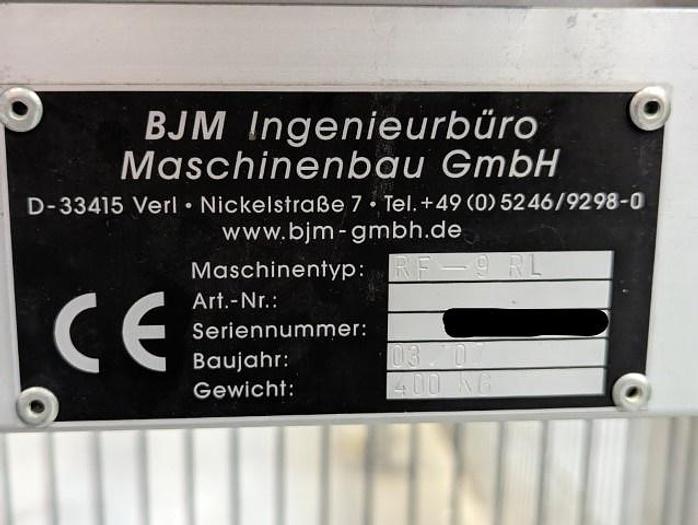 BJM Ingenieurbüro
Maschinenbau GmbH
D-33415 Verl • Nickelstraße 7 • Tel.+49 (0) 5246/9298-0
www.bjm-gmbh.de
Maschinentyp: RF-9 RL
Art.-Nr.:
Seriennummer:
Baujahr: 03/07
Gewicht: 400 KG
CE